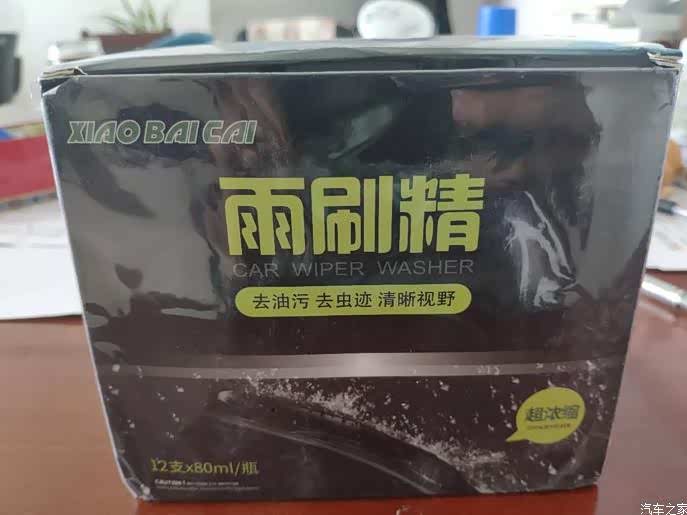 XIAO BAI CAI
雨刷精
CAR WIPER WASHER
去油污 去虫迹 清晰视野
超浓缩
12支x80ml/瓶
CAUTION!
汽车之家